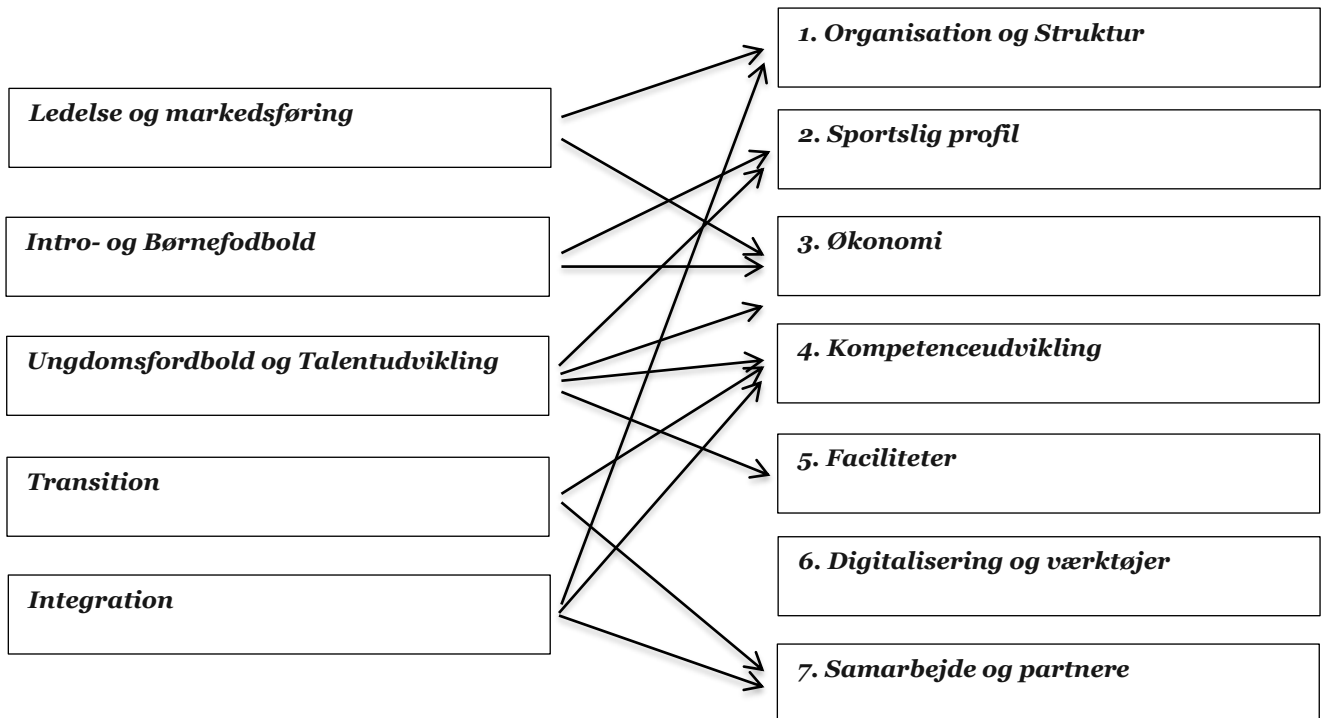 Ledelse og markedsføring
Intro- og Børnefodbold
Ungdomsfordbold og Talentudvikling
Transition
Integration
1. Organisation og Struktur
2. Sportslig profil
3. Økonomi
4. Kompetenceudvikling
5. Faciliteter
6. Digitalisering og værktøjer
7. Samarbejde og partnere